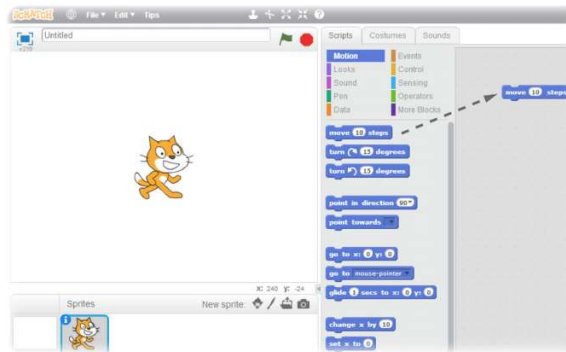 SCRATCH File Edit Tips
Untitled
v218
Scripts Costumes Sounds
Motion Events
Looks Control
Sound Sensing
Pen Operators
Data More Blocks
move 10 steps
move 10 steps
turn 15 degrees
turn 15 degrees
point in direction 90
point towards
go to x: 0 y: 0
go to mouse-pointer
glide 1 secs to x: 0 y: 0
change x by 10
set x to 0
x: 240 y: -24
Sprites New sprite: